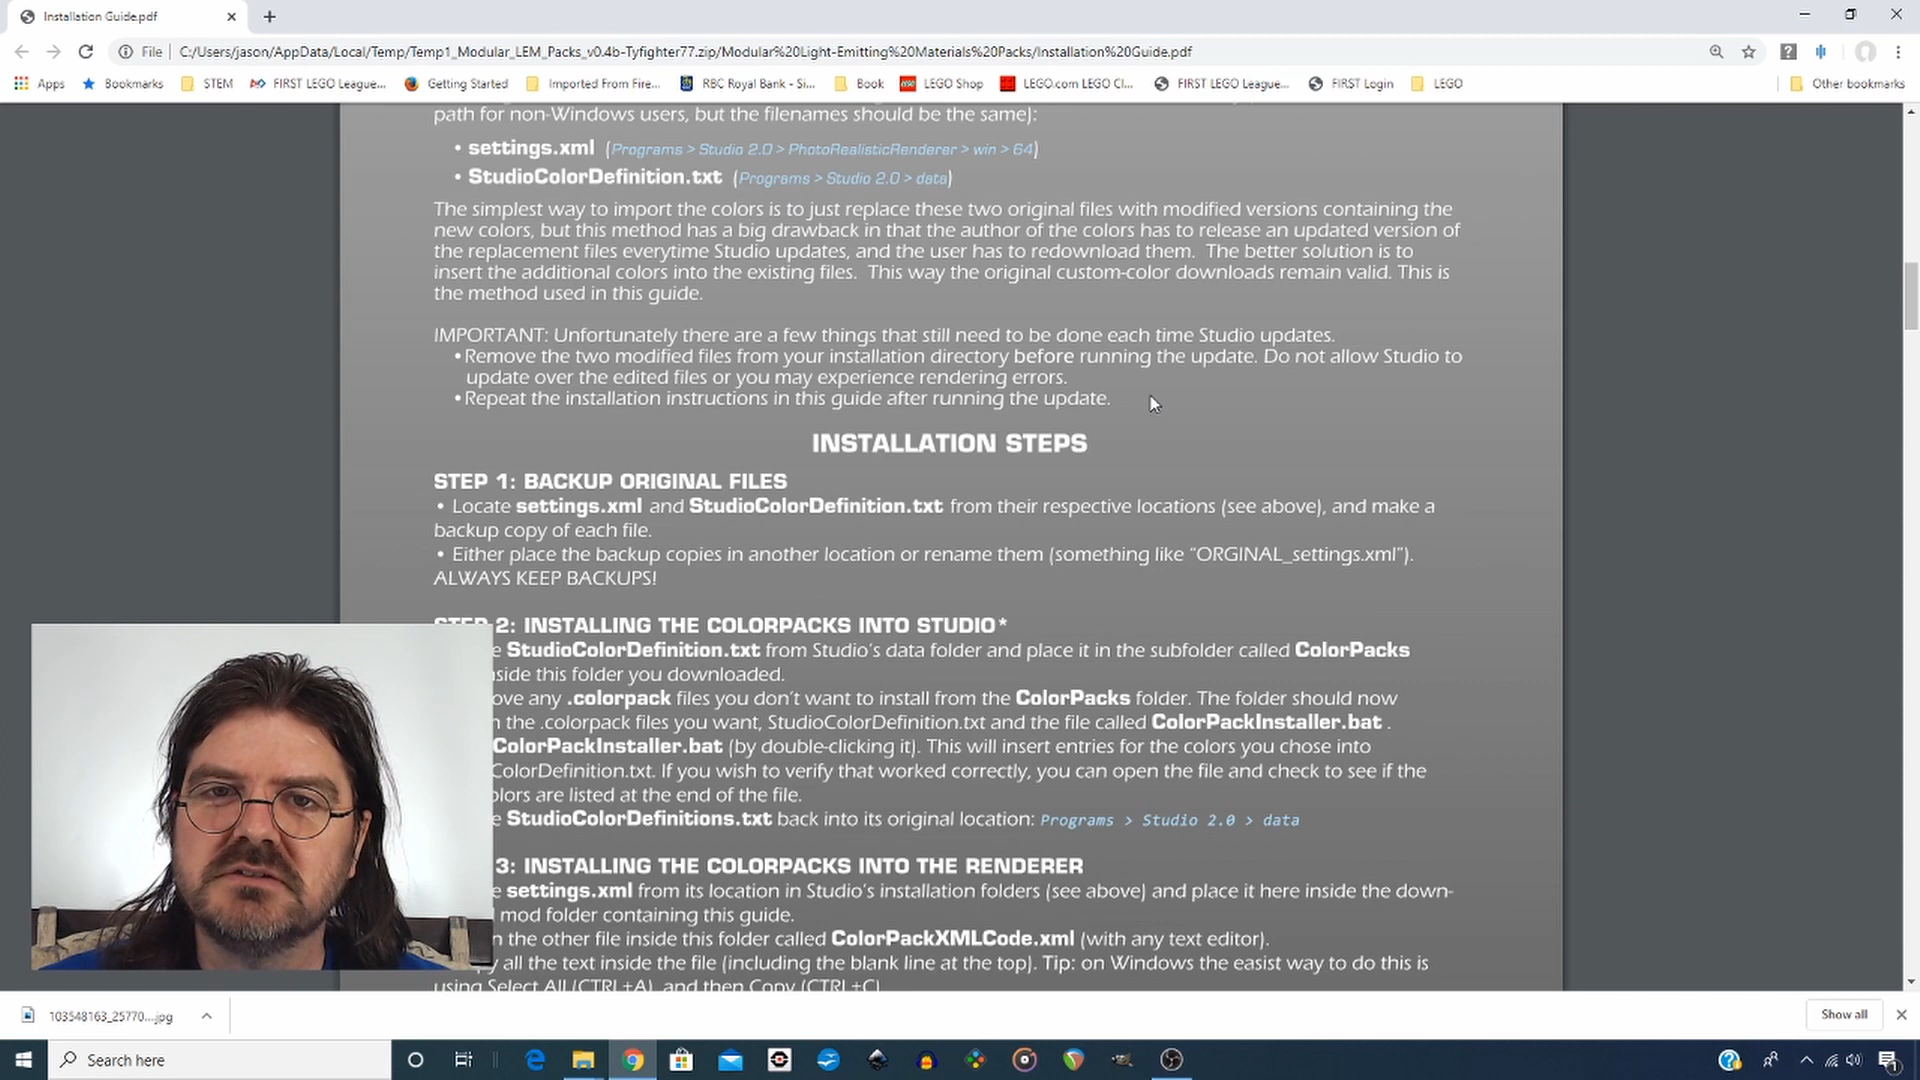 Installation Guide.pdf
File
C:/Users/jason/AppData/Local/Temp/Temp1_Modular_LEM_Packs_v0.4b-Tyfighter77.zip/Modular%20Light-Emitting%20Materials%20Packs/Installation%20Guide.pdf
Apps Bookmarks STEM FIRST LEGO League... Getting Started Imported From Fire... RBC Royal Bank - Si... Book LEGO Shop LEGO.com LEGO Cl... FIRST LEGO League... FIRST Login LEGO Other bookmarks
path for non-Windows users, but the filenames should be the same):
• settings.xml (Programs > Studio 2.0 > PhotoRealisticRenderer > win > 64)
• StudioColorDefinition.txt (Programs > Studio 2.0 > data)
The simplest way to import the colors is to just replace these two original files with modified versions containing the
new colors, but this method has a big drawback in that the author of the colors has to release an updated version of
the replacement files everytime Studio updates, and the user has to redownload them. The better solution is to
insert the additional colors into the existing files. This way the original custom-color downloads remain valid. This is
the method used in this guide.
IMPORTANT: Unfortunately there are a few things that still need to be done each time Studio updates.
•Remove the two modified files from your installation directory before running the update. Do not allow Studio to
update over the edited files or you may experience rendering errors.
•Repeat the installation instructions in this guide after running the update.
INSTALLATION STEPS
STEP 1: BACKUP ORIGINAL FILES
• Locate settings.xml and StudioColorDefinition.txt from their respective locations (see above), and make a
backup copy of each file.
• Either place the backup copies in another location or rename them (something like “ORGINAL_settings.xml”).
ALWAYS KEEP BACKUPS!
STEP 2: INSTALLING THE COLORPACKS INTO STUDIO*
StudioColorDefinition.txt from Studio's data folder and place it in the subfolder called ColorPacks
side this folder you downloaded.
ove any .colorpack files you don't want to install from the ColorPacks folder. The folder should now
the .colorpack files you want, StudioColorDefinition.txt and the file called ColorPackInstaller.bat .
ColorPackInstaller.bat (by double-clicking it). This will insert entries for the colors you chose into
ColorDefinition.txt. If you wish to verify that worked correctly, you can open the file and check to see if the
olors are listed at the end of the file.
StudioColorDefinitions.txt back into its original location: Programs > Studio 2.0 > data
3: INSTALLING THE COLORPACKS INTO THE RENDERER
settings.xml from its location in Studio's installation folders (see above) and place it here inside the down-
mod folder containing this guide.
the other file inside this folder called ColorPackXMLCode.xml (with any text editor).
all the text inside the file (including the blank line at the top). Tip: on Windows the easist way to do this is
using Select All (CTRL+A), and then Copy (CTRL+C)
103548163_25770....jpg
Show all
Search here